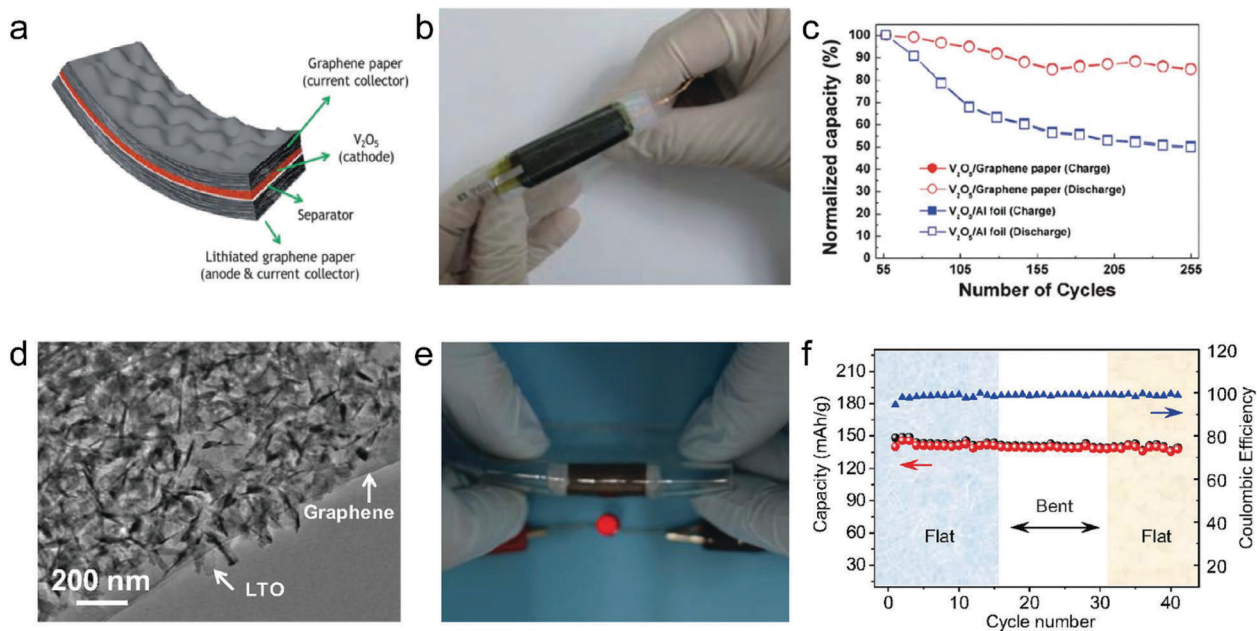 a
Graphene paper
(current collector)
V₂O₅
(cathode)
Separator
Lithiated graphene paper
(anode & current collector)
b
c
Normalized capacity (%)
100
90
80
70
60
50
40
30
20
10
0
V₂O₅/Graphene paper (Charge)
V₂O₅/Graphene paper (Discharge)
V₂O₅/Al foil (Charge)
V₂O₅/Al foil (Discharge)
55 105 155 205 255
Number of Cycles
d
Graphene
LTO
200 nm
e
f
Capacity (mAh/g)
210
180
150
120
90
60
30
Flat
Bent
Flat
120
100
80
60
40
20
10
Coulombic Efficiency
0 10 20 30 40
Cycle number